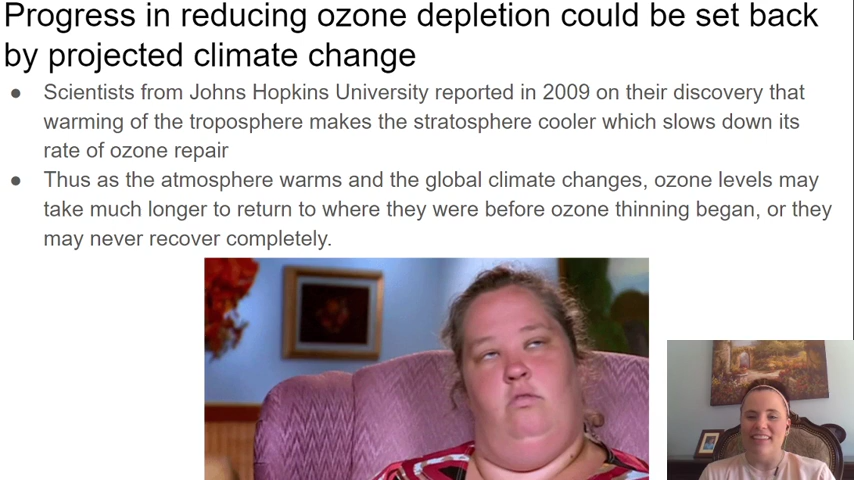 Progress in reducing ozone depletion could be set back
by projected climate change
● Scientists from Johns Hopkins University reported in 2009 on their discovery that
warming of the troposphere makes the stratosphere cooler which slows down its
rate of ozone repair
● Thus as the atmosphere warms and the global climate changes, ozone levels may
take much longer to return to where they were before ozone thinning began, or they
may never recover completely.